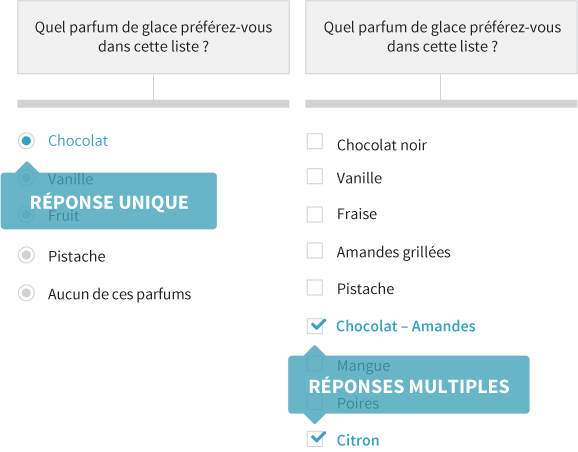 Quel parfum de glace préférez-vous
dans cette liste ?
Chocolat
Vanille
RÉPONSE UNIQUE
Fruit
Pistache
Aucun de ces parfums
Quel parfum de glace préférez-vous
dans cette liste ?
Chocolat noir
Vanille
Fraise
Amandes grillées
Pistache
Chocolat – Amandes
Mangue
RÉPONSES MULTIPLES
Poires
Citron